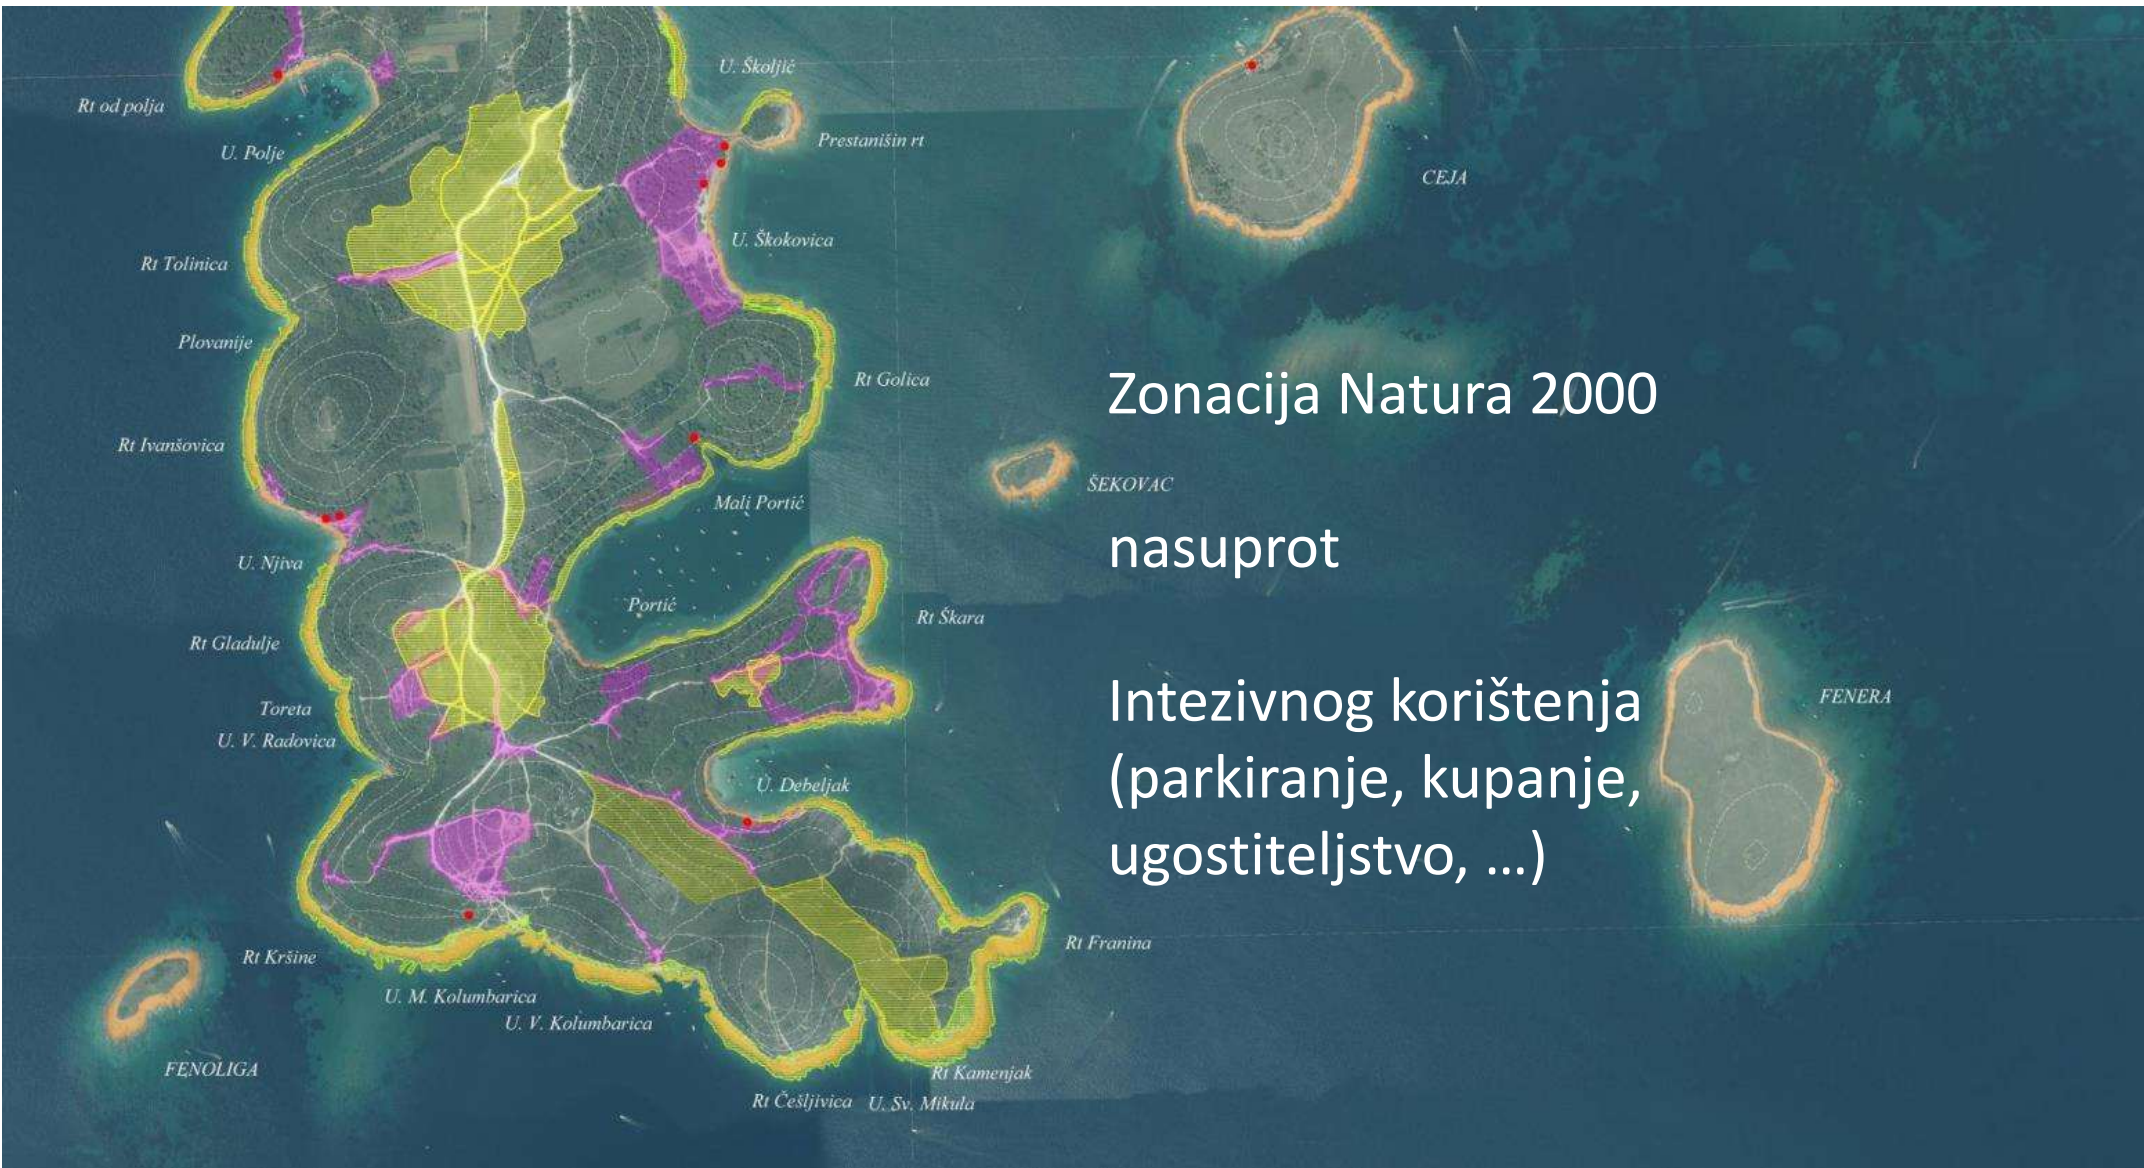 U. Školjić
Rt od polja
Prestanišin rt
U. Polje
CEJA
U. Škokovica
Rt Tolinica
Plovanije
Rt Golica
Zonacija Natura 2000
Rt Ivanšovica
ŠEKOVAC
Mali Portić
nasuprot
U. Njiva
Portić
Rt Škara
Rt Gladulje
Intezivnog korištenja
(parkiranje, kupanje,
ugostiteljstvo, ...)
FENERA
Toreta
U. V. Radovica
U. Debeljak
Rt Franina
Rt Kršine
U. M. Kolumbarica
U. V. Kolumbarica
FENOLIGA
Rt Kamenjak
Rt Češljivica
U. Sv. Mikula